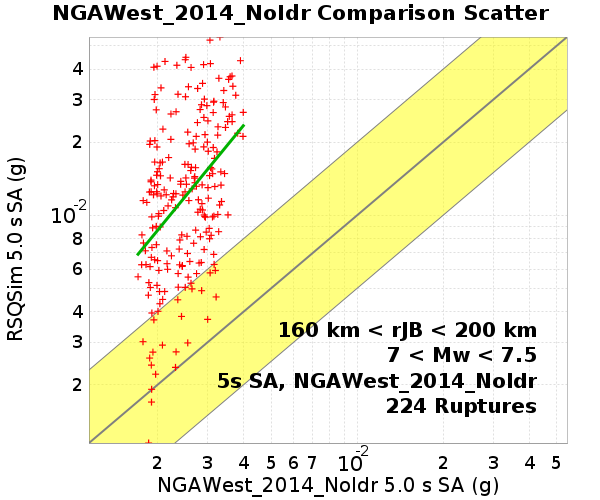 NGAWest_2014_NoIdr Comparison Scatter
RSQSim 5.0 s SA (g)
4
3
2
10-2
8
6
4
3
2
160 km < rJB < 200 km
7 < Mw < 7.5
5s SA, NGAWest_2014_NoIdr
224 Ruptures
2 3 4 5 6 7 10-2 2 3 4 5
NGAWest_2014_NoIdr 5.0 s SA (g)